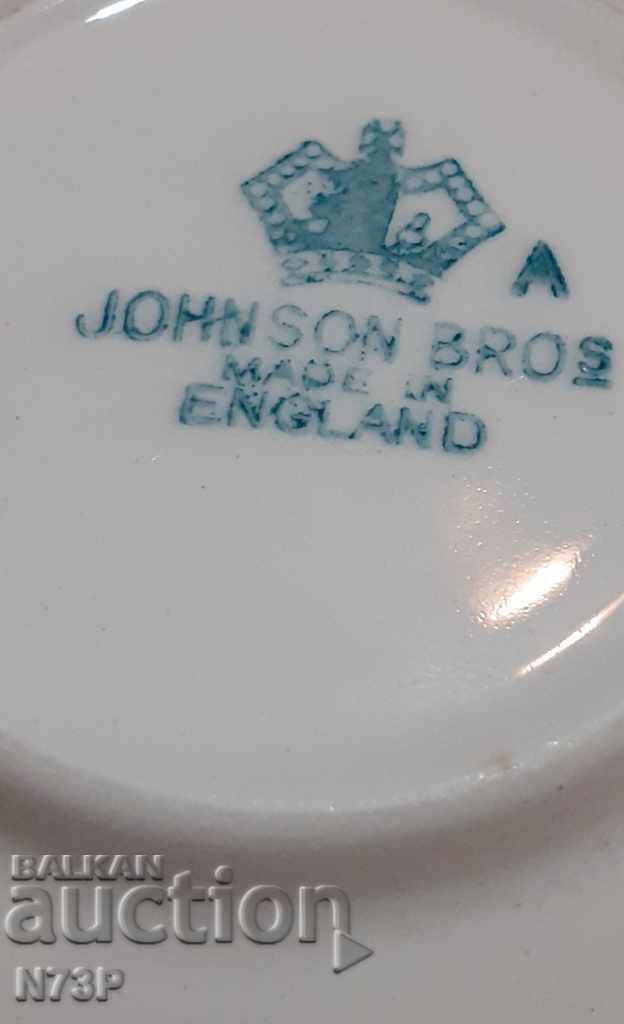 A
JOHNSON BROS
MADE IN
ENGLAND
BALKAN
auction
N73P